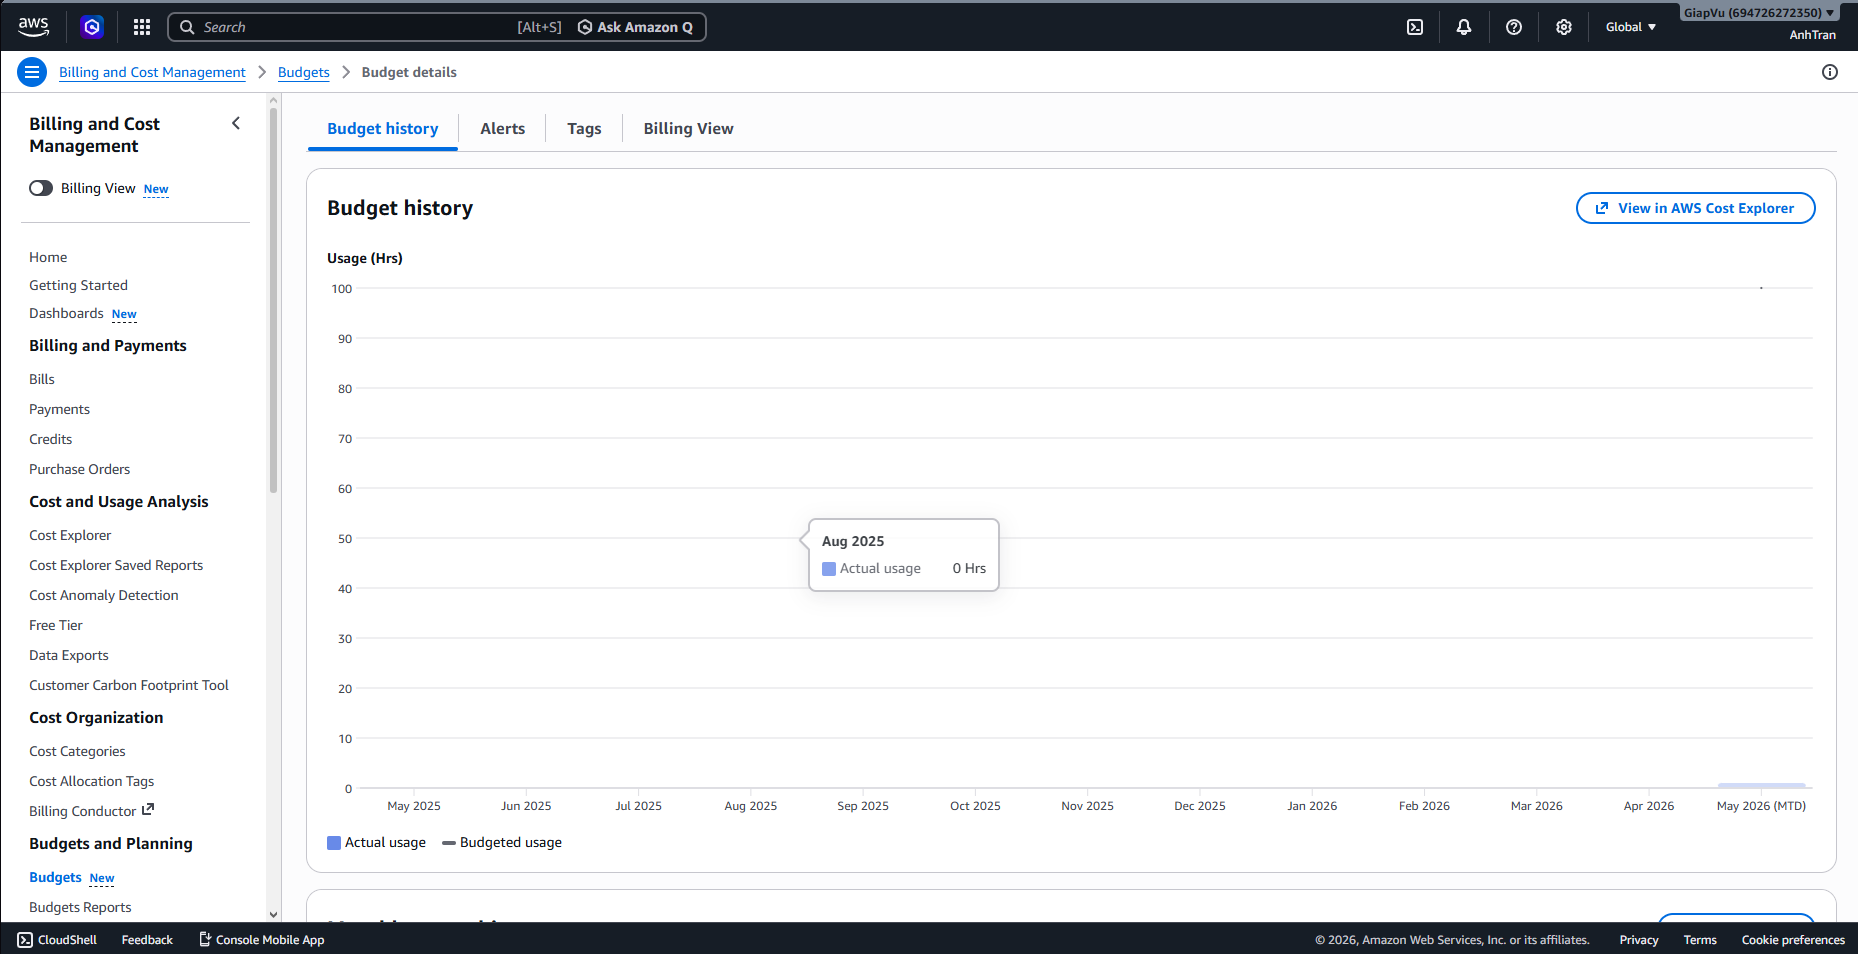 aws
Search [Alt+S] Ask Amazon Q
Global
GiapVu (694726272350)
AnhTran
Billing and Cost Management
Budgets
Budget details
Billing and Cost
Management
Billing View New
Home
Getting Started
Dashboards New
Billing and Payments
Bills
Payments
Credits
Purchase Orders
Cost and Usage Analysis
Cost Explorer
Cost Explorer Saved Reports
Cost Anomaly Detection
Free Tier
Data Exports
Customer Carbon Footprint Tool
Cost Organization
Cost Categories
Cost Allocation Tags
Billing Conductor
Budgets and Planning
Budgets New
Budgets Reports
Budget history
Alerts
Tags
Billing View
Budget history
View in AWS Cost Explorer
Usage (Hrs)
100
90
80
70
60
50
40
30
20
10
0
Aug 2025
Actual usage 0 Hrs
May 2025
Jun 2025
Jul 2025
Aug 2025
Sep 2025
Oct 2025
Nov 2025
Dec 2025
Jan 2026
Feb 2026
Mar 2026
Apr 2026
May 2026 (MTD)
Actual usage
Budgeted usage
CloudShell
Feedback
Console Mobile App
© 2026, Amazon Web Services, Inc. or its affiliates.
Privacy
Terms
Cookie preferences